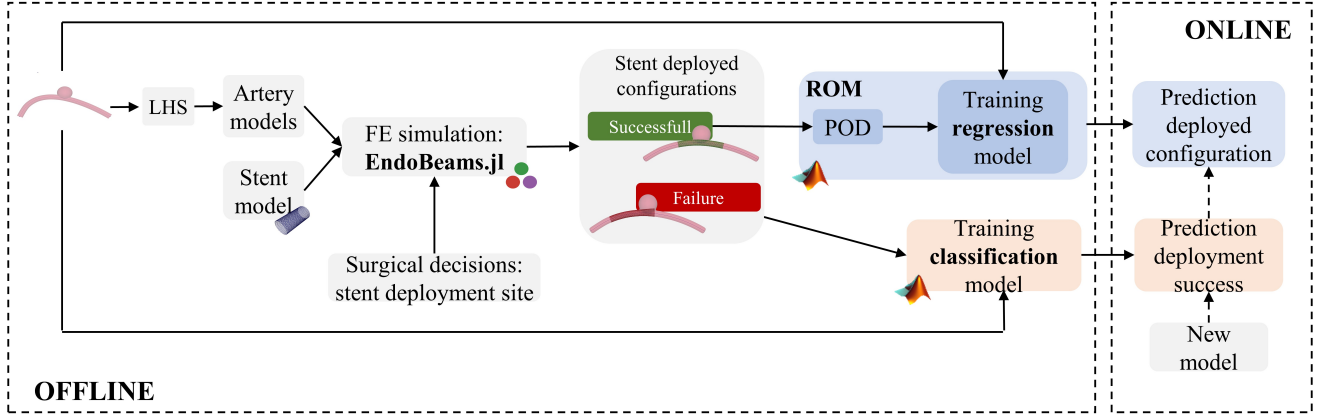 ONLINE
Stent deployed
configurations
LHS
Artery
models
FE simulation:
EndoBeams.jl
Stent
model
Surgical decisions:
stent deployment site
Successfull
Failure
ROM
POD
Training
regression
model
Training
classification
model
Prediction
deployed
configuration
Prediction
deployment
success
New
model
OFFLINE